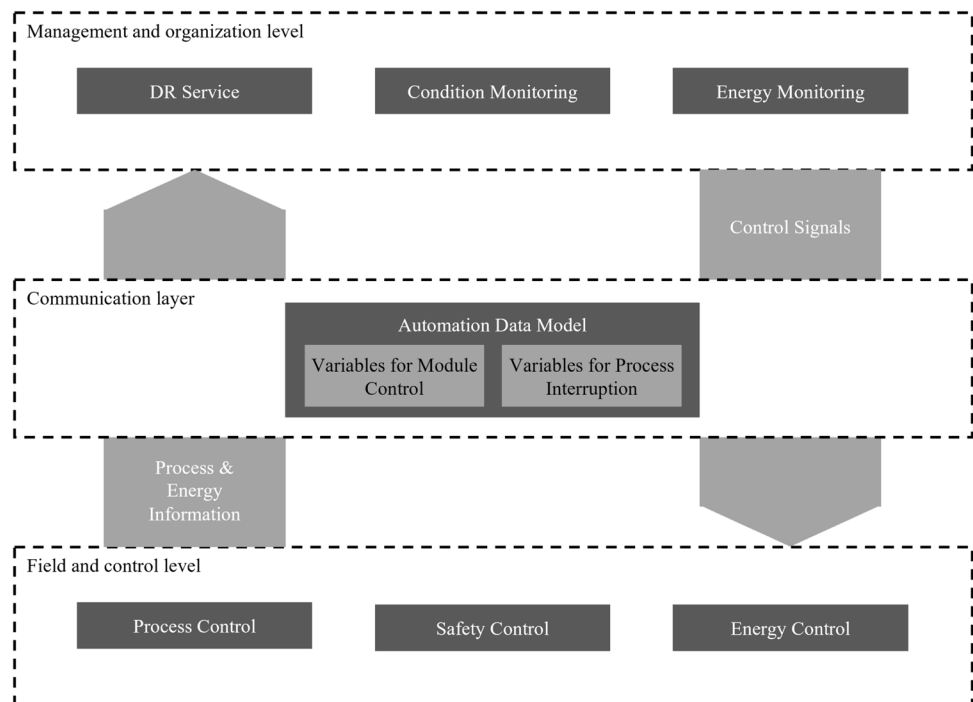 Management and organization level
DR Service
Condition Monitoring
Energy Monitoring
Control Signals
Communication layer
Automation Data Model
Variables for Module
Control
Variables for Process
Interruption
Process &
Energy
Information
Field and control level
Process Control
Safety Control
Energy Control